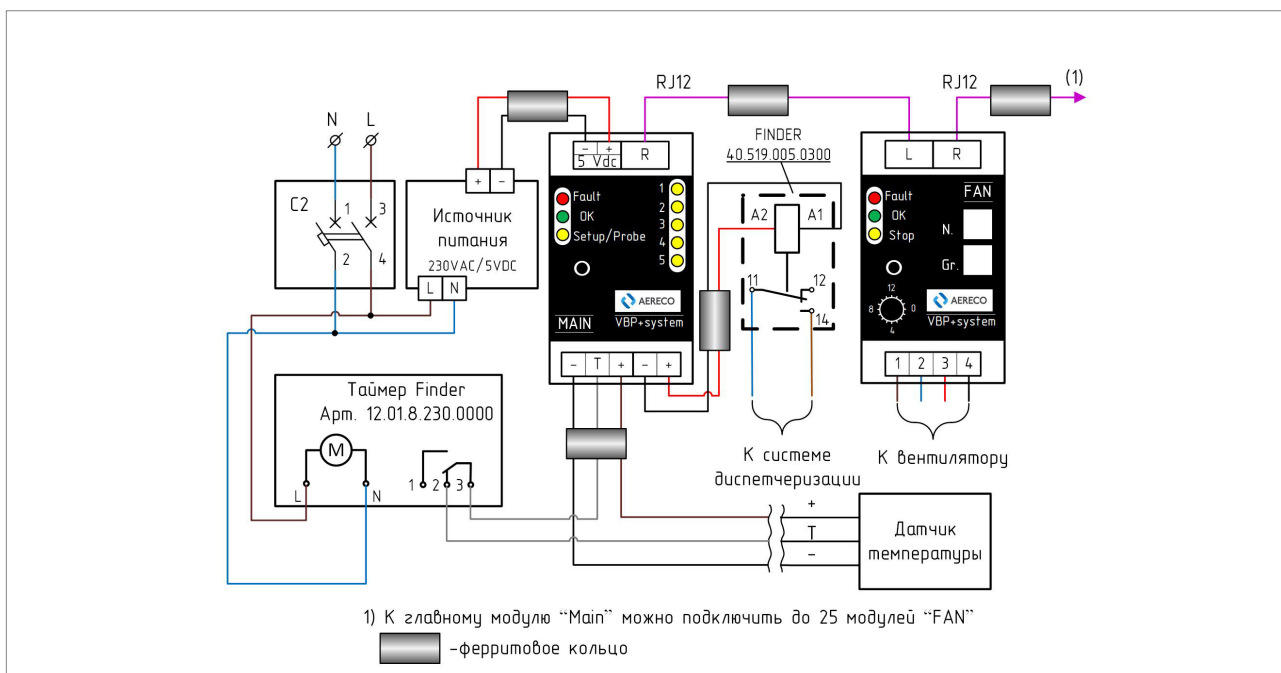 RJ12
RJ12
(1)
N
L
FINDER
40.519.005.0300
- +
5 Vdc
R
L
R
+ -
C2
1
3
2
4
Источник
питания
230VAC/5VDC
L N
Fault
OK
Setup/Probe
1
2
3
4
5
AERECO
MAIN
VBP+system
A2
A1
11
12
14
Fault
OK
Stop
FAN
N.
Gr.
12
8
0
4
AERECO
VBP+system
- T + - +
1 2 3 4
Таймер Finder
Арт. 12.01.8.230.0000
M
L
N
1 2 3
К системе
диспетчеризации
К вентилятору
+
T
-
Датчик
температуры
1) К главному модулю “Main” можно подключить до 25 модулей “FAN”
-ферритовое кольцо